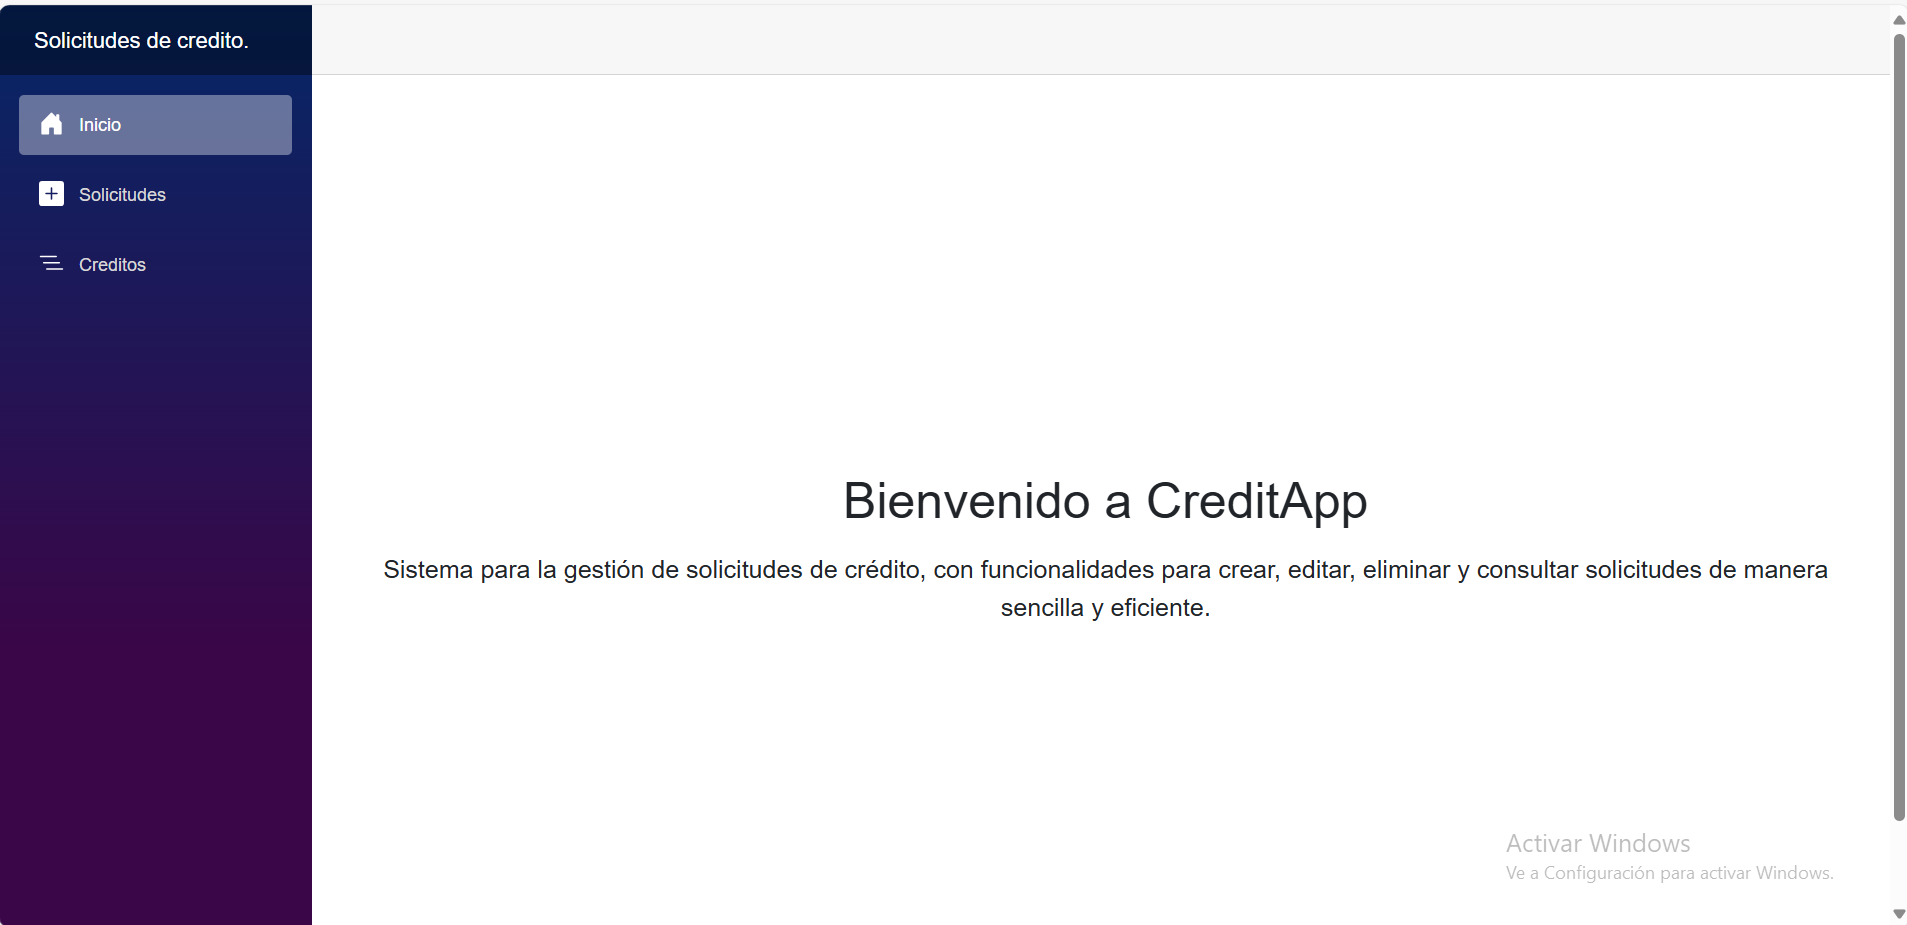 Solicitudes de credito.
Inicio
Solicitudes
Creditos
Bienvenido a CreditApp
Sistema para la gestión de solicitudes de crédito, con funcionalidades para crear, editar, eliminar y consultar solicitudes de manera
sencilla y eficiente.
Activar Windows
Ve a Configuración para activar Windows.